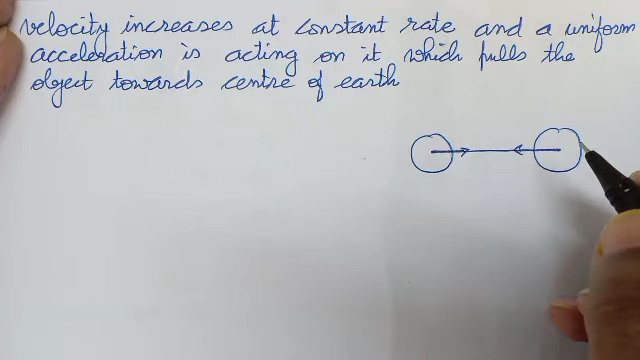 velocity increases at constant rate and a uniform
acceleration is acting on it which pulls the
object towards centre of earth